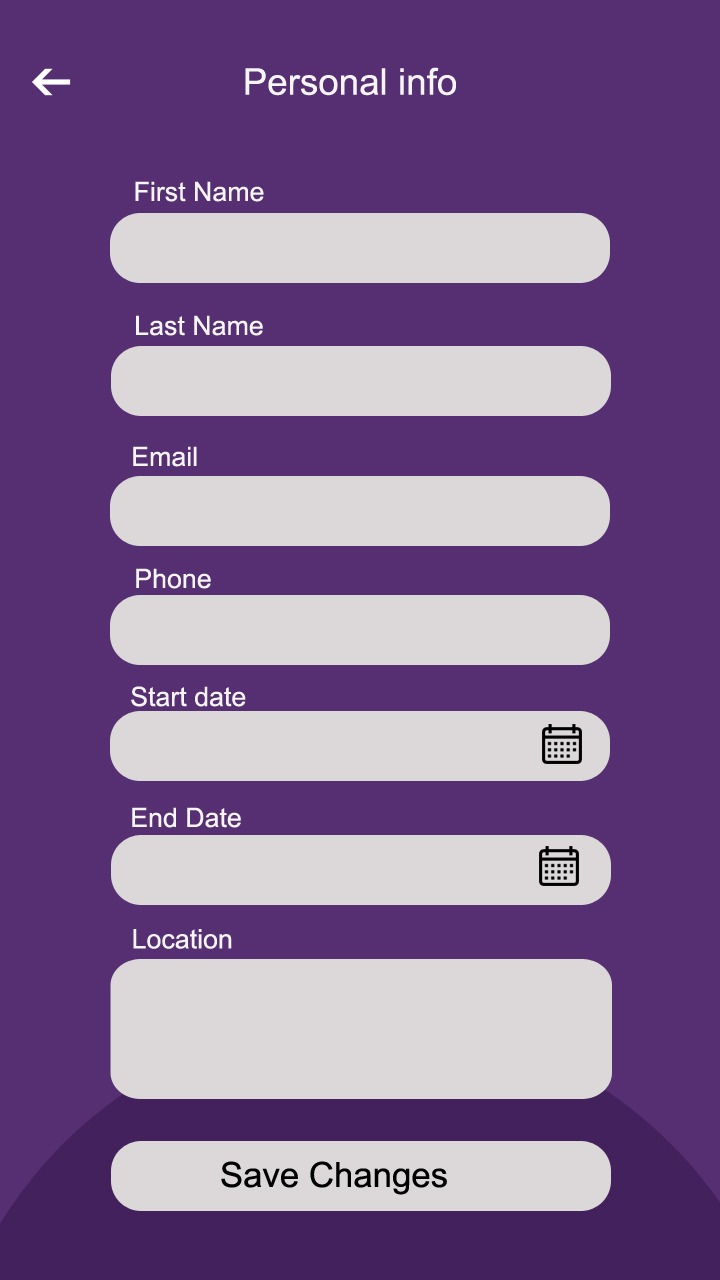 Personal info
First Name
Last Name
Email
Phone
Start date
End Date
Location
Save Changes